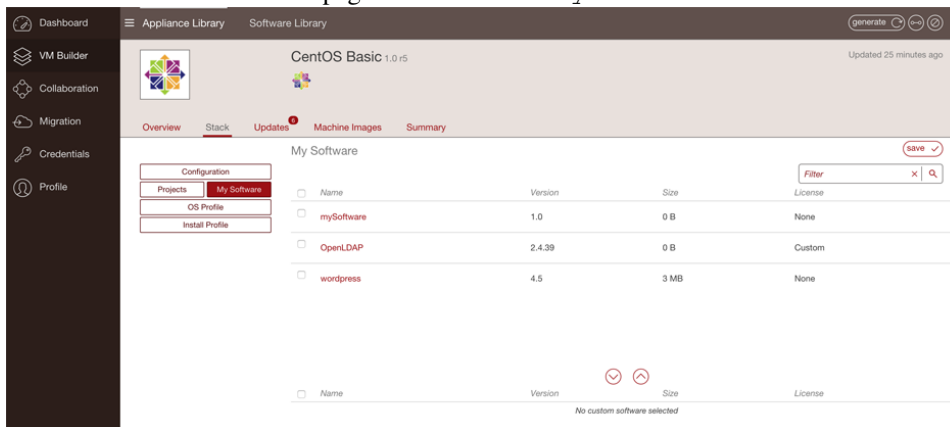 page
y
Dashboard
VM Builder
Collaboration
Migration
Credentials
Profile
Appliance Library Software Library
generate
CentOS Basic 1.0 r5
Updated 25 minutes ago
Overview Stack Updates 6 Machine Images Summary
My Software
save
Configuration
Projects My Software
OS Profile
Install Profile
Filter
Name Version Size License
mySoftware 1.0 0 B None
OpenLDAP 2.4.39 0 B Custom
wordpress 4.5 3 MB None
Name Version Size License
No custom software selected